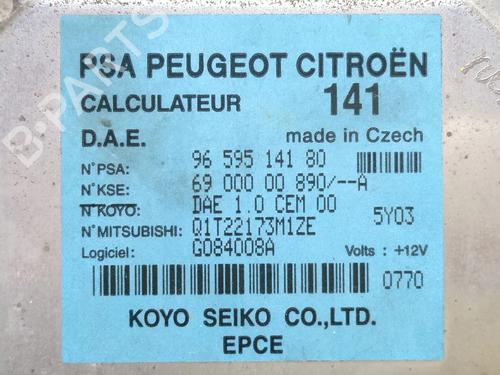 PSA PEUGEOT CITROËN
CALCULATEUR 141
D.A.E. made in Czech
N°PSA: 96 595 141 80
N°KSE: 69 000 00 890/--A
N°KOYO: DAE 1.0 CEM 00
5Y03
N°MITSUBISHI: Q1T22173M1ZE
Logiciel: G084008A Volts : +12V
0770
KOYO SEIKO CO.,LTD.
EPCE
B-PARTS